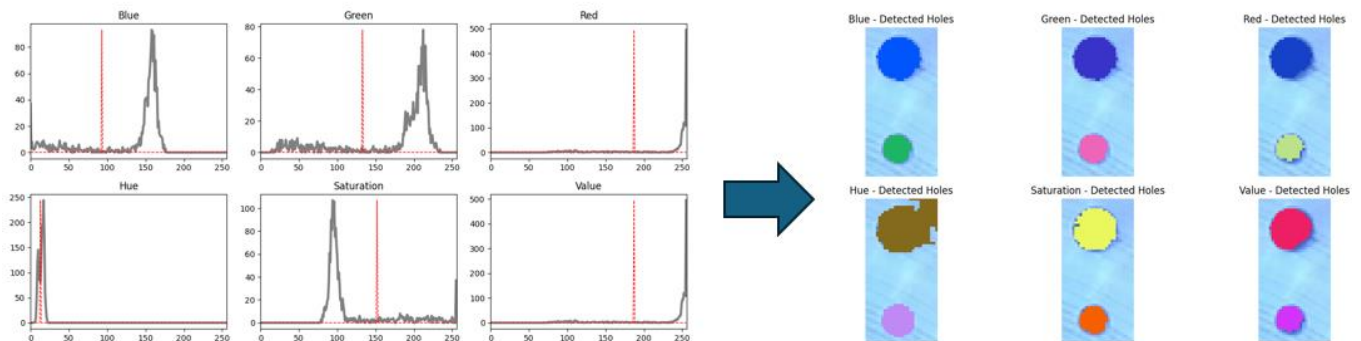 Blue
Green
Red
80
60
40
20
0
0 50 100 150 200 250
80
60
40
20
0
0 50 100 150 200 250
500
400
300
200
100
0
0 50 100 150 200 250
Hue
Saturation
Value
250
200
150
100
50
0
0 50 100 150 200 250
100
80
60
40
20
0
0 50 100 150 200 250
500
400
300
200
100
0
0 50 100 150 200 250
Blue - Detected Holes
Green - Detected Holes
Red - Detected Holes
Hue - Detected Holes
Saturation - Detected Holes
Value - Detected Holes